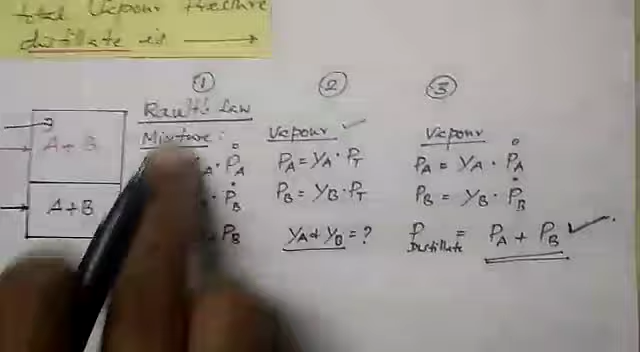 total Vapour Pressure
distillate is →
① ② ③
Rault's law
Mixture: Vapour ✓ Vapour
A · P°A PA = YA · PT PA = YA · P°A
· P°B PB = YB · PT PB = YB · P°B
PB YA + YB = ? P Distillate = PA + PB ✓
A + B
A+B